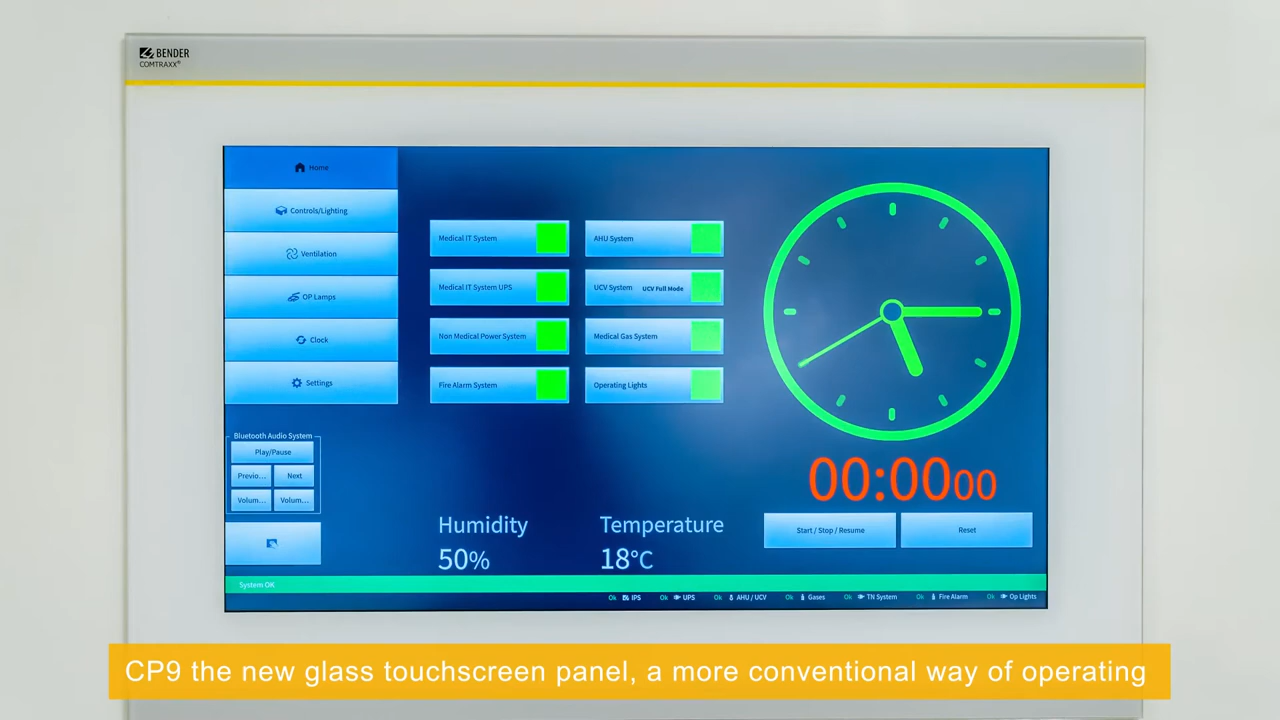 BENDER
COMTRAXX®
Home
Controls/Lighting
Ventilation
OP Lamps
Clock
Settings
Bluetooth Audio System
Play/Pause
Previo... Next
Volum... Volum...
Medical IT System
AHU System
Medical IT System UPS
UCV System UCV Full Mode
Non Medical Power System
Medical Gas System
Fire Alarm System
Operating Lights
00:0000
Start / Stop / Resume Reset
Humidity Temperature
50% 18°C
System OK
Ok IPS Ok UPS Ok AHU / UCV Ok Gases Ok TN System Ok Fire Alarm Ok Op Lights
CP9 the new glass touchscreen panel, a more conventional way of operating